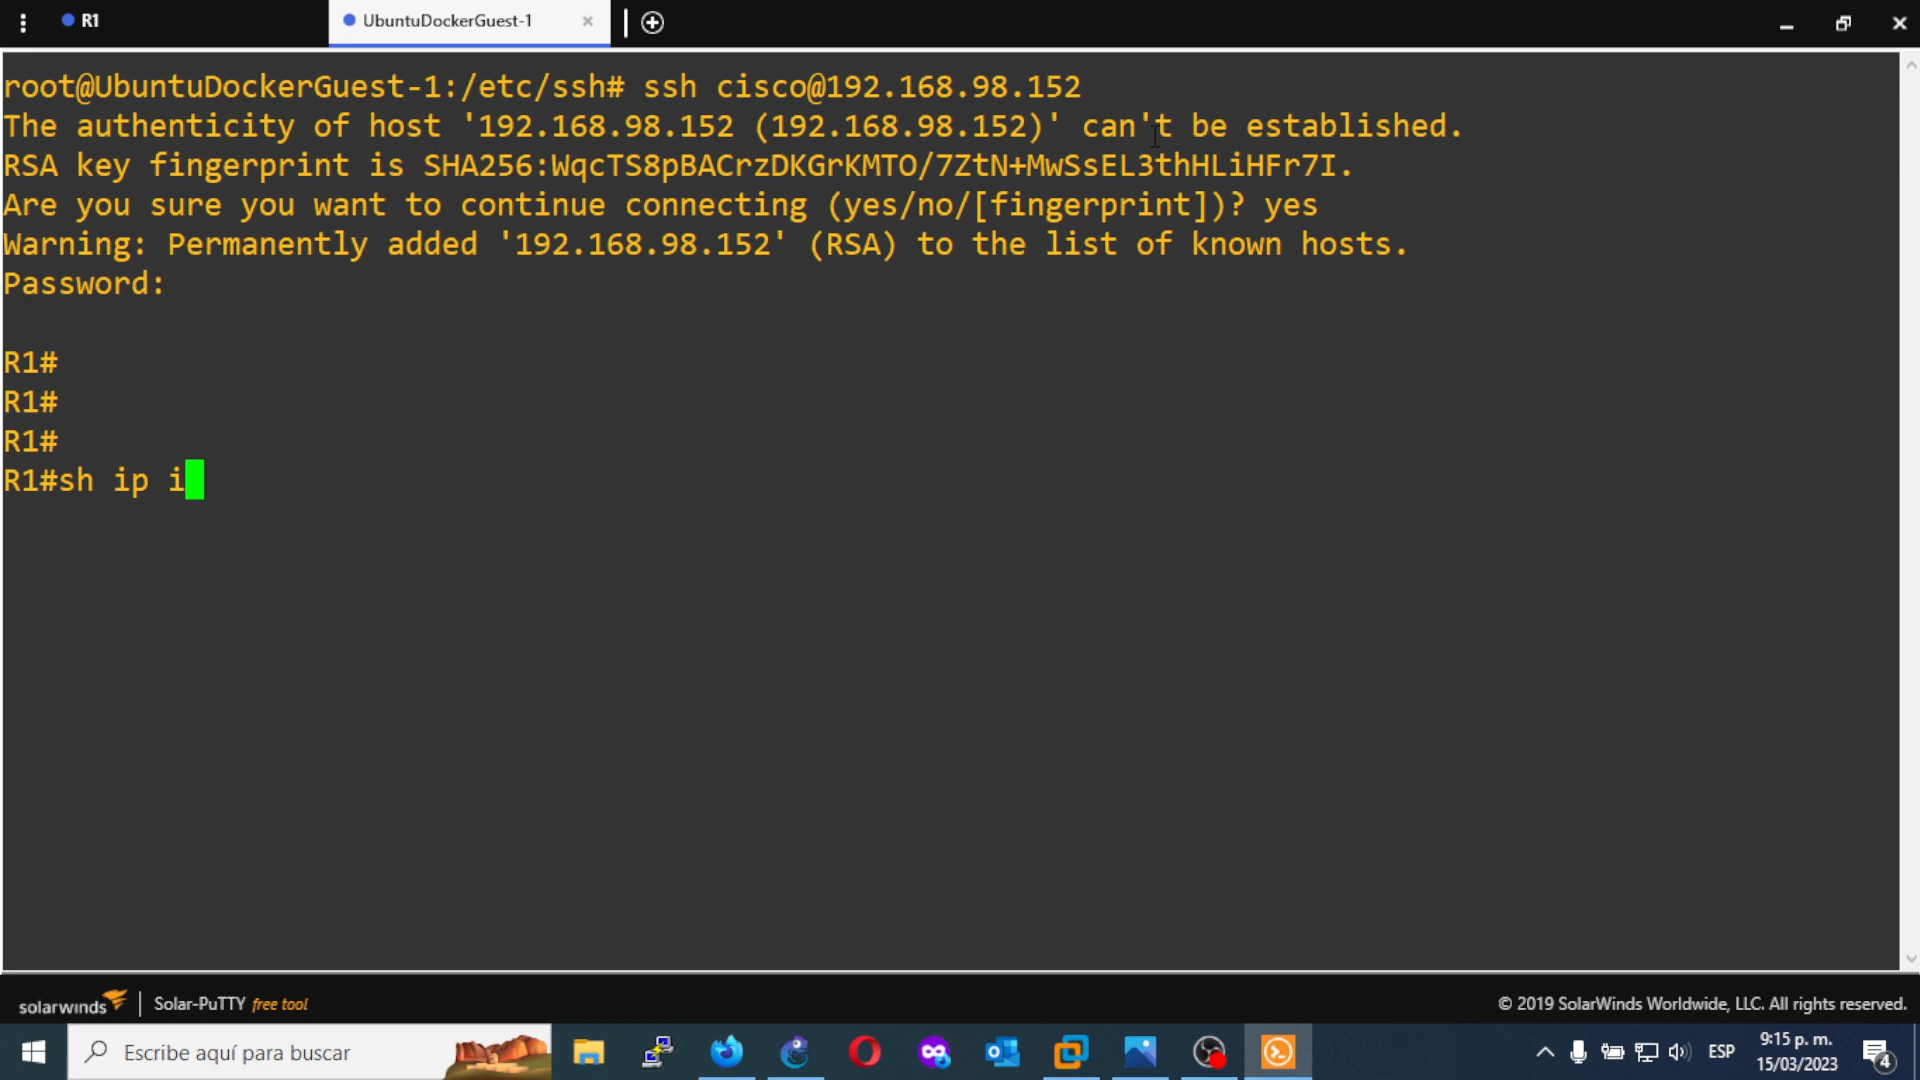 R1
UbuntuDockerGuest-1
root@UbuntuDockerGuest-1:/etc/ssh# ssh cisco@192.168.98.152
The authenticity of host '192.168.98.152 (192.168.98.152)' can't be established.
RSA key fingerprint is SHA256:WqcTS8pBACrzDKGrKMTO/7ZtN+MwSsEL3thHLiHFr7I.
Are you sure you want to continue connecting (yes/no/[fingerprint])? yes
Warning: Permanently added '192.168.98.152' (RSA) to the list of known hosts.
Password:
R1#
R1#
R1#
R1#sh ip i
solarwinds
Solar-PuTTY free tool
© 2019 SolarWinds Worldwide, LLC. All rights reserved.
Escribe aquí para buscar
ESP
9:15 p. m.
15/03/2023
4